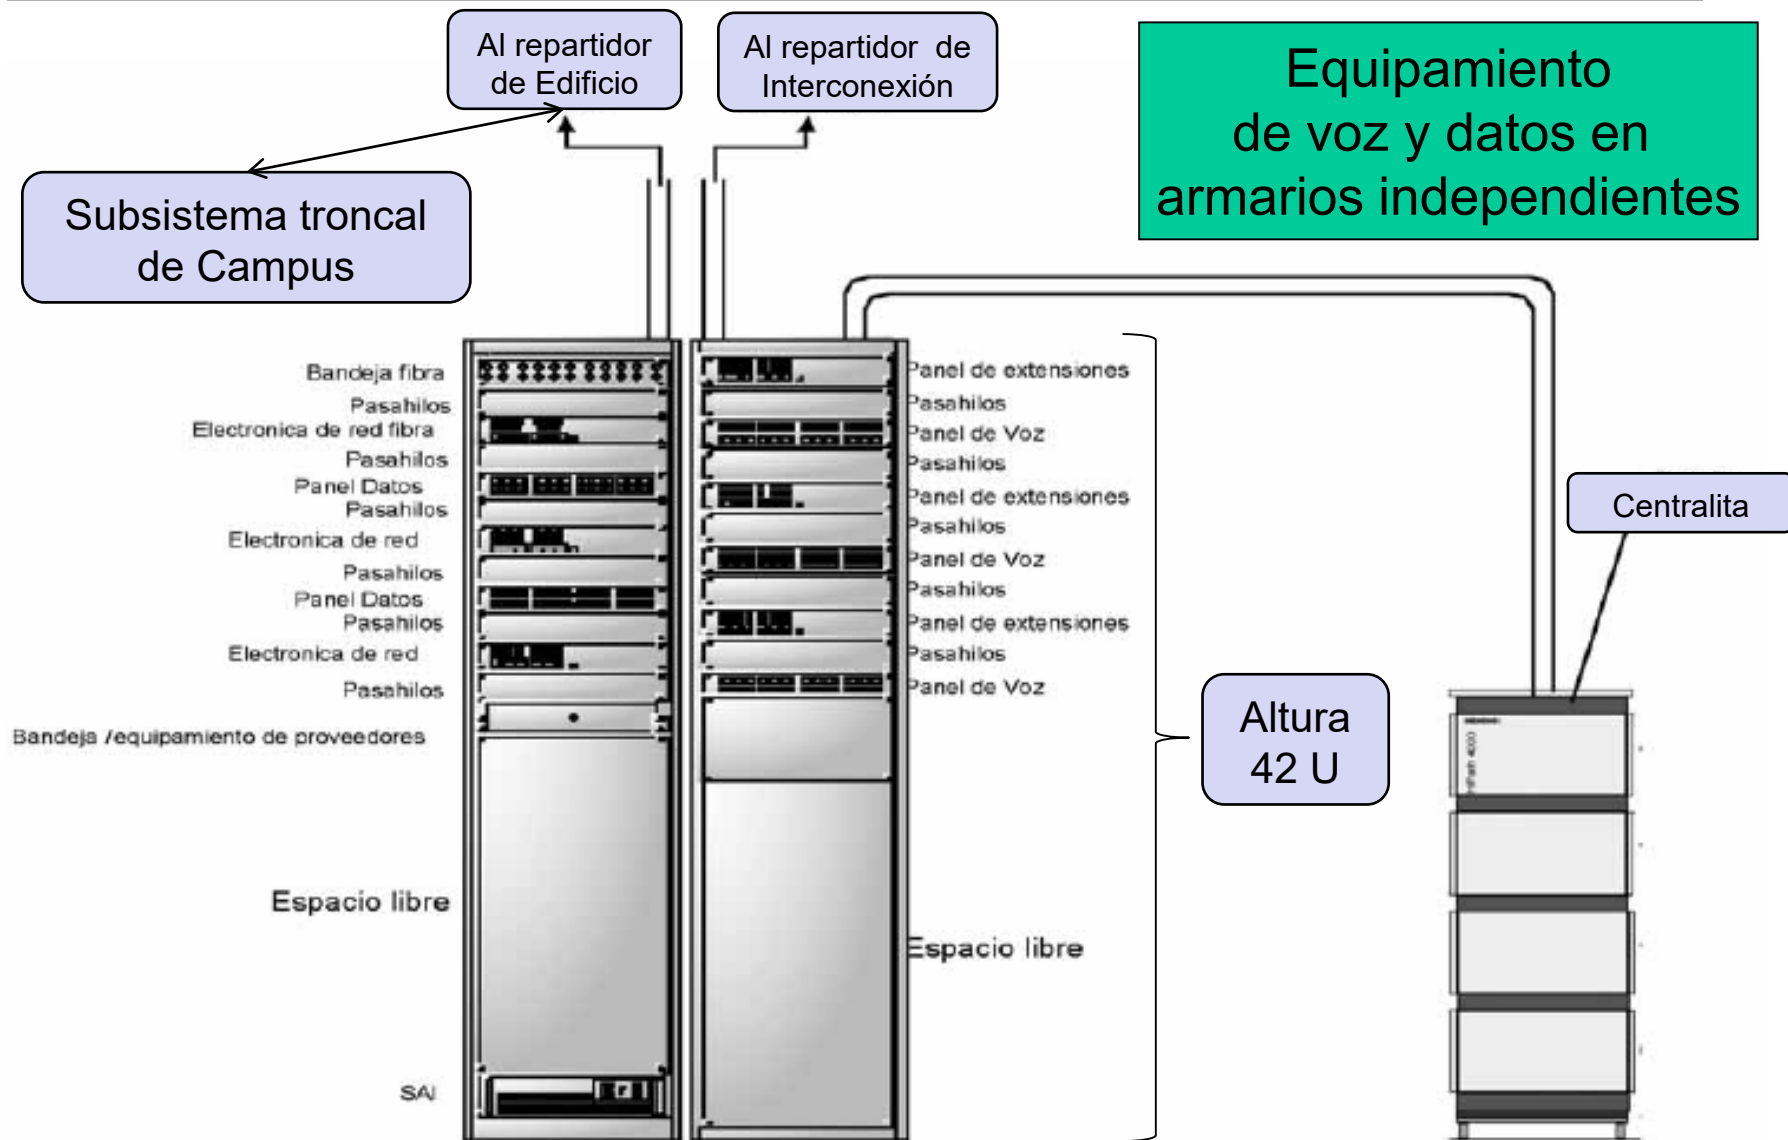 Al repartidor
de Edificio
Al repartidor de
Interconexión
Equipamiento
de voz y datos en
armarios independientes
Subsistema troncal
de Campus
Bandeja fibra
Pasahilos
Electronica de red fibra
Pasahilos
Panel Datos
Pasahilos
Electronica de red
Pasahilos
Panel Datos
Pasahilos
Electronica de red
Pasahilos
Bandeja /equipamiento de proveedores
Espacio libre
SAI
Panel de extensiones
Pasahilos
Panel de Voz
Pasahilos
Panel de extensiones
Pasahilos
Panel de Voz
Pasahilos
Panel de extensiones
Pasahilos
Panel de Voz
Espacio libre
Altura
42 U
Centralita
HiPath 4000